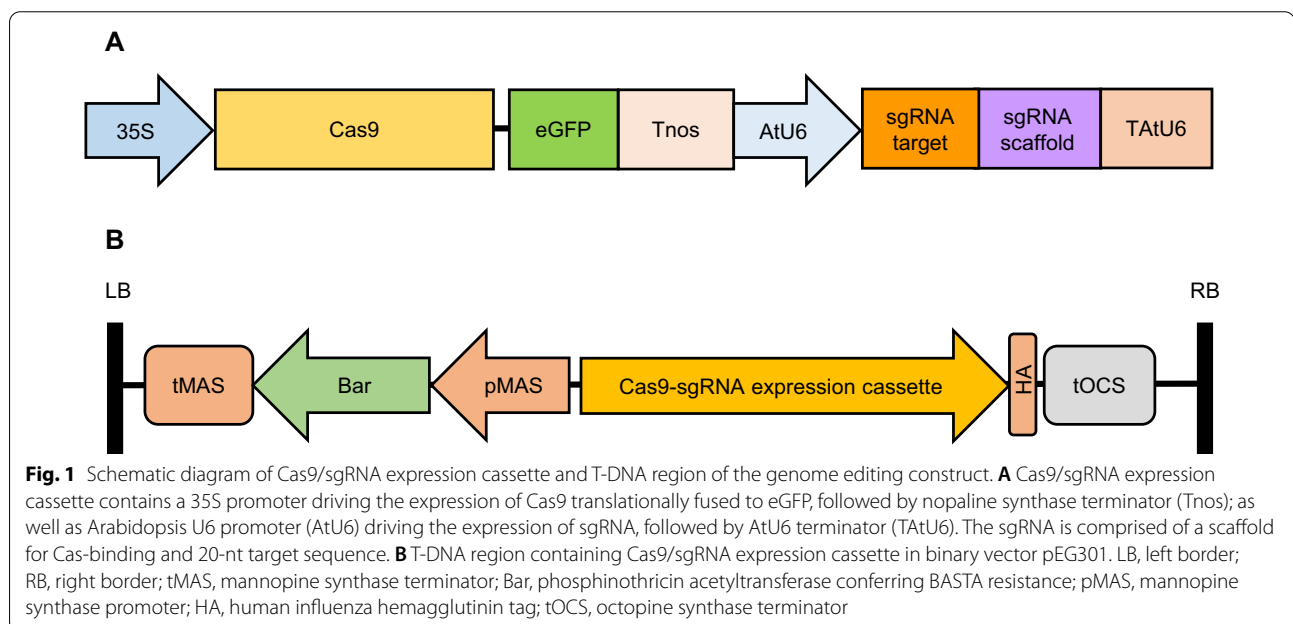 A
35S
Cas9
eGFP
Tnos
AtU6
sgRNA
target
sgRNA
scaffold
TAtU6
B
LB
RB
tMAS
Bar
pMAS
Cas9-sgRNA expression cassette
HA
tOCS
Fig. 1 Schematic diagram of Cas9/sgRNA expression cassette and T-DNA region of the genome editing construct. A Cas9/sgRNA expression
cassette contains a 35S promoter driving the expression of Cas9 translationally fused to eGFP, followed by nopaline synthase terminator (Tnos); as
well as Arabidopsis U6 promoter (AtU6) driving the expression of sgRNA, followed by AtU6 terminator (TAtU6). The sgRNA is comprised of a scaffold
for Cas-binding and 20-nt target sequence. B T-DNA region containing Cas9/sgRNA expression cassette in binary vector pEG301. LB, left border;
RB, right border; tMAS, mannopine synthase terminator; Bar, phosphinothricin acetyltransferase conferring BASTA resistance; pMAS, mannopine
synthase promoter; HA, human influenza hemagglutinin tag; tOCS, octopine synthase terminator